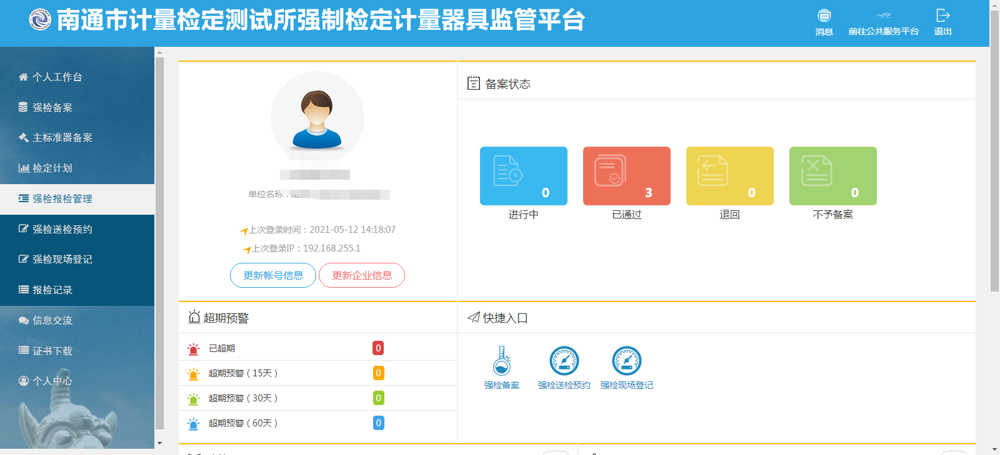 南通市计量检定测试所强制检定计量器具监管平台
消息
前往公共服务平台
退出
个人工作台
强检备案
主标准器备案
检定计划
强检报检管理
强检送检预约
强检现场登记
报检记录
信息交流
证书下载
个人中心
单位名称：
上次登录时间：2021-05-12 14:18:07
上次登录IP：192.168.255.1
更新帐号信息
更新企业信息
备案状态
0
进行中
3
已通过
0
退回
0
不予备案
超期预警
已超期 0
超期预警（15天） 0
超期预警（30天） 0
超期预警（60天） 0
快捷入口
℃
强检备案
强检送检预约
强检现场登记